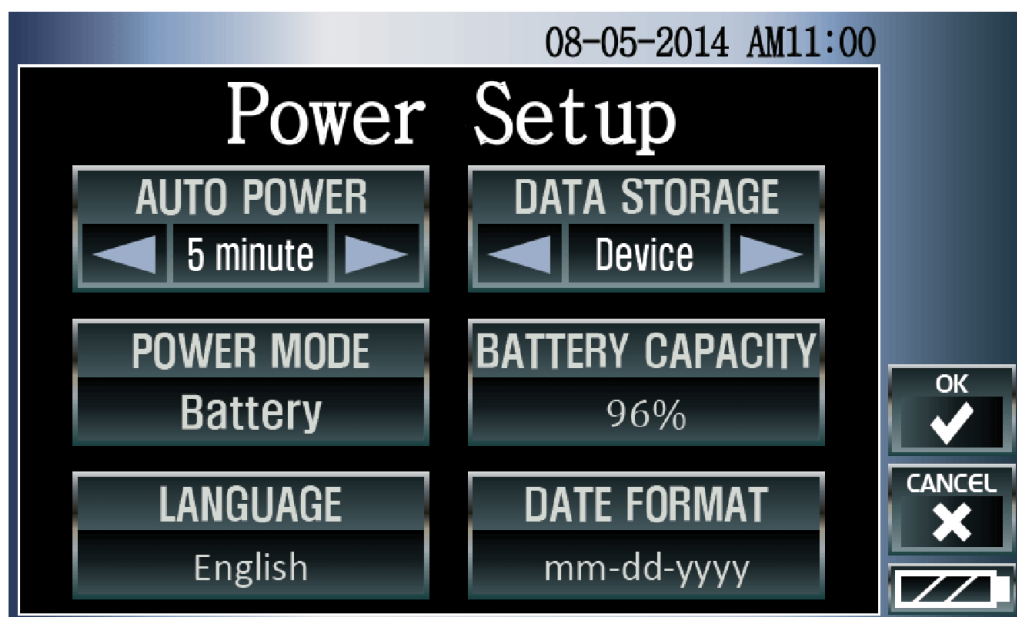 08-05-2014 AM11:00
Power Setup
AUTO POWER
5 minute
DATA STORAGE
Device
POWER MODE
Battery
BATTERY CAPACITY
96%
LANGUAGE
English
DATE FORMAT
mm-dd-yyyy
OK
CANCEL